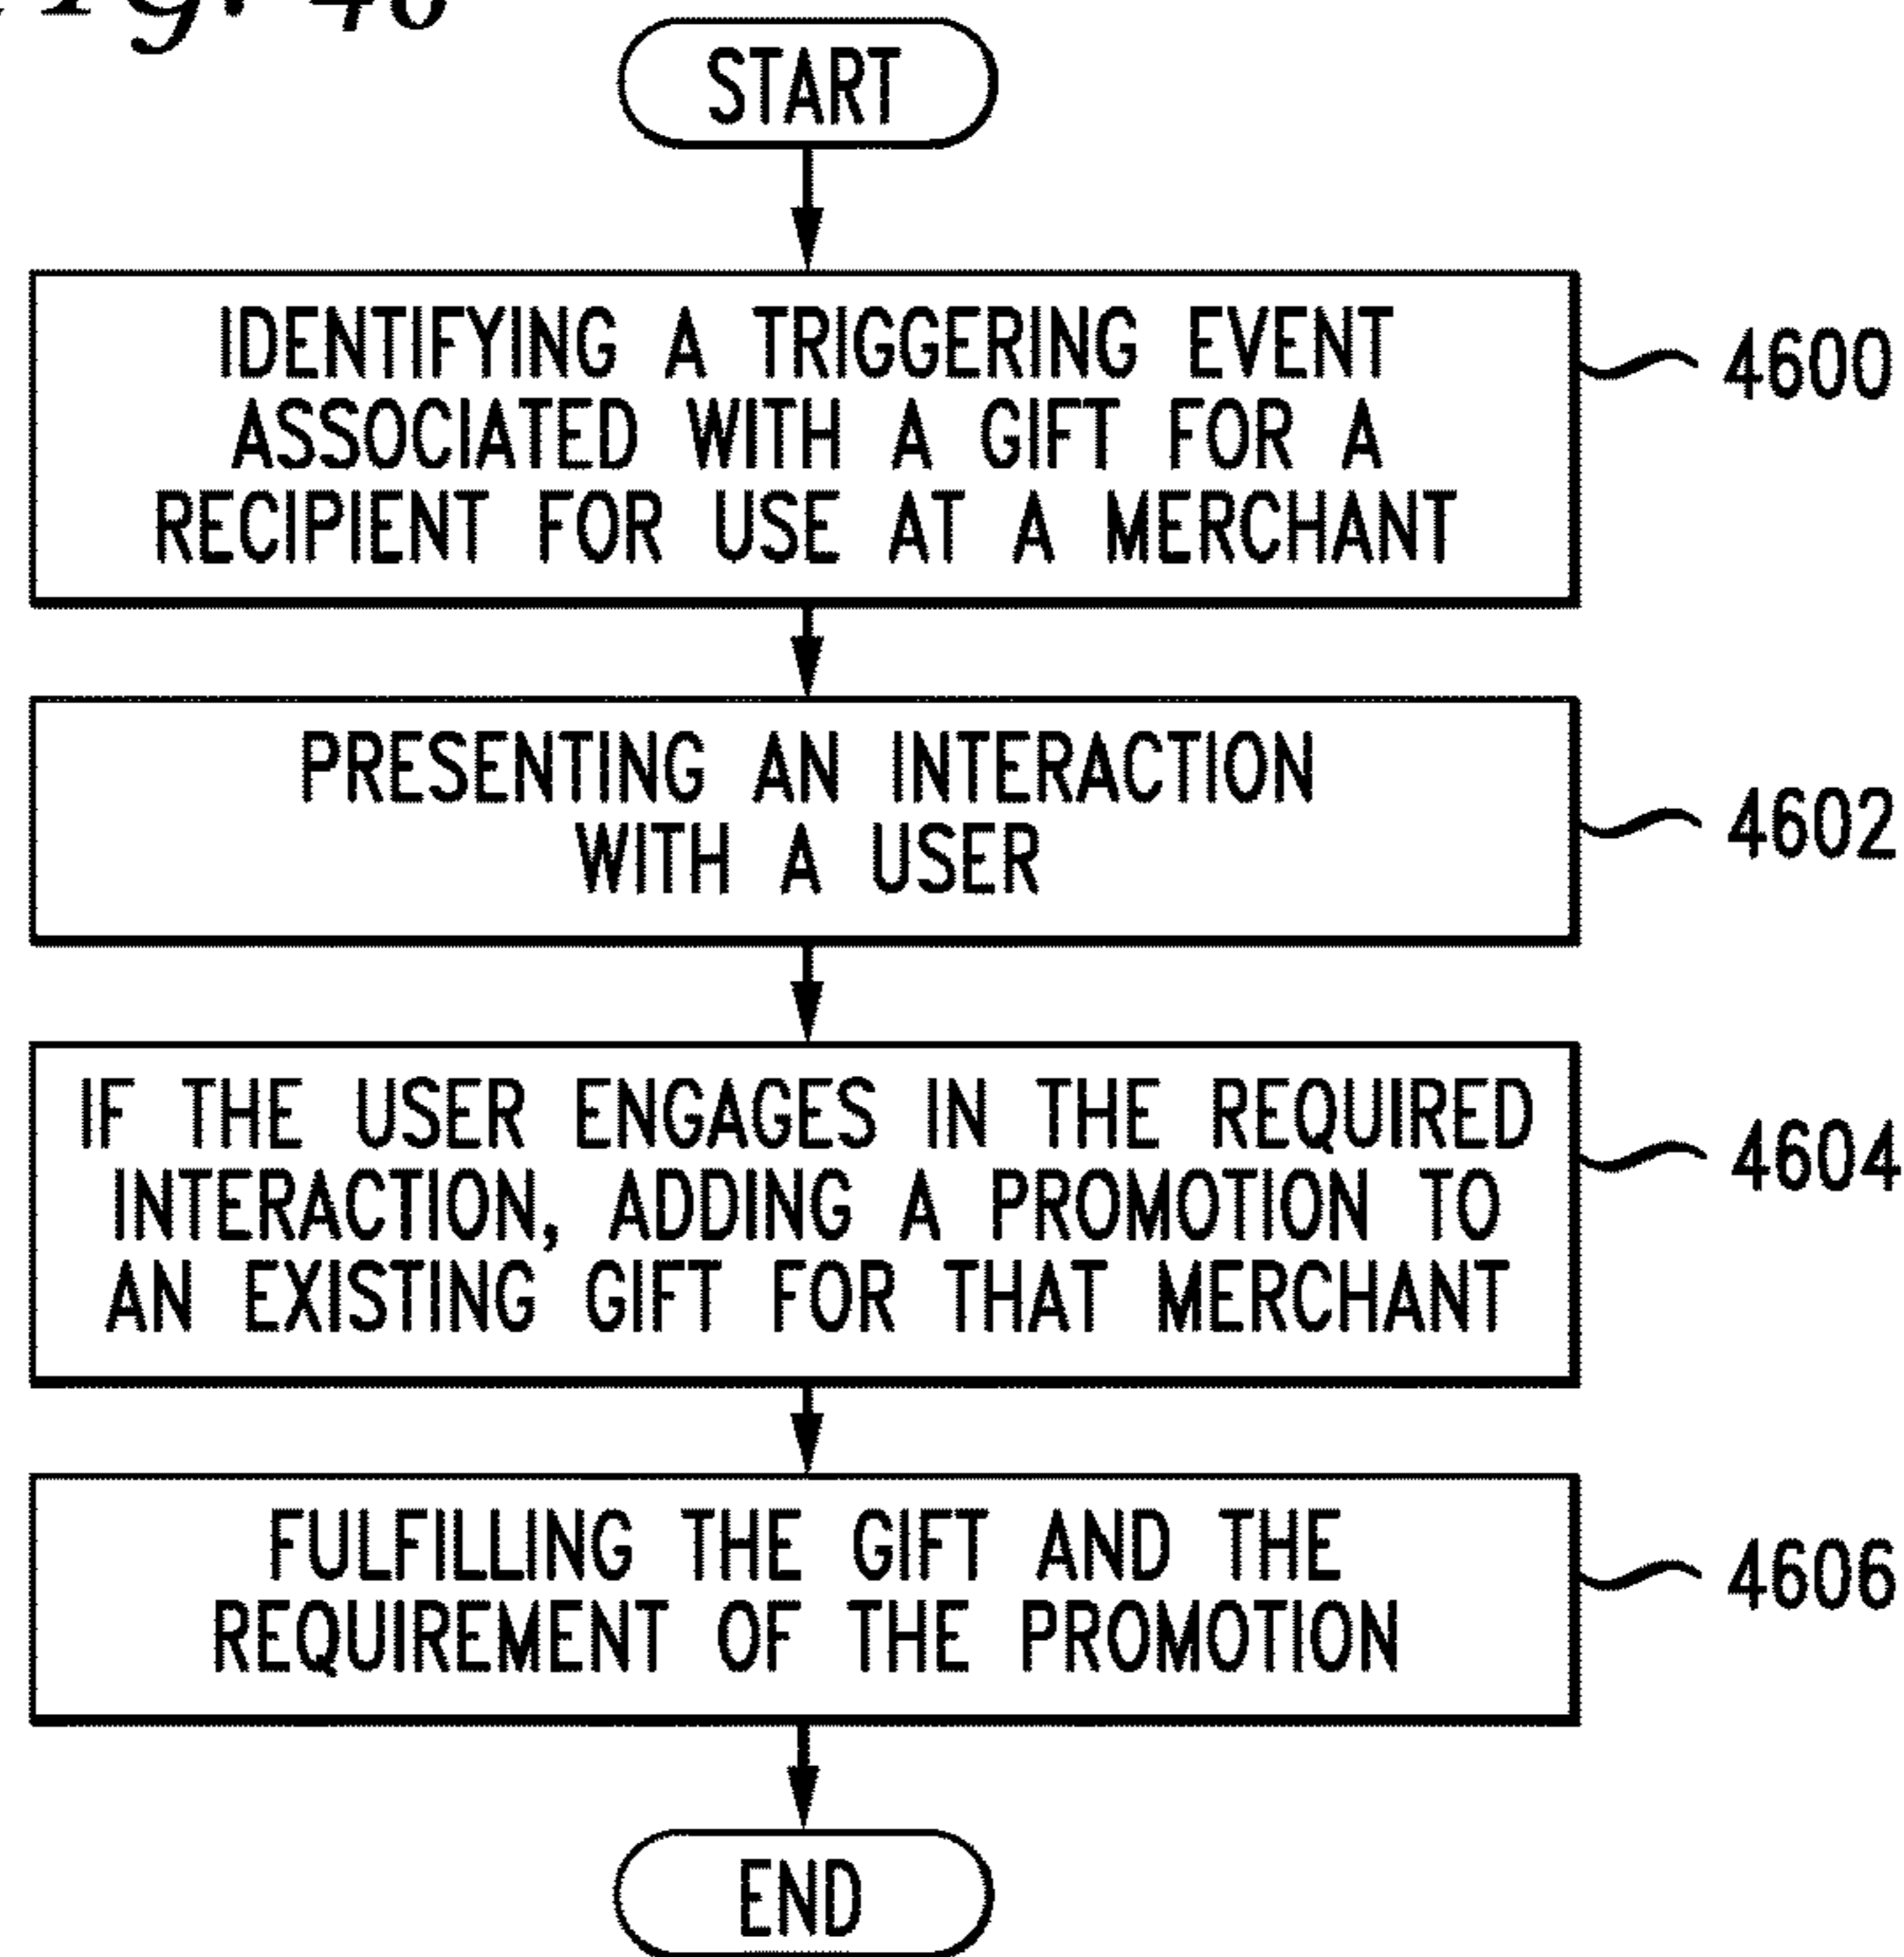 Fig. 46
START
IDENTIFYING A TRIGGERING EVENT
ASSOCIATED WITH A GIFT FOR A
RECIPIENT FOR USE AT A MERCHANT
4600
PRESENTING AN INTERACTION
WITH A USER
4602
IF THE USER ENGAGES IN THE REQUIRED
INTERACTION, ADDING A PROMOTION TO
AN EXISTING GIFT FOR THAT MERCHANT
4604
FULFILLING THE GIFT AND THE
REQUIREMENT OF THE PROMOTION
4606
END